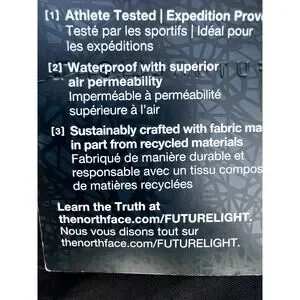 [1] Athlete Tested | Expedition Prove
Testé par les sportifs | Idéal pour
les expéditions
[2] Waterproof with superior
air permeability
Imperméable à perméabilité
supérieure à l'air
[3] Sustainably crafted with fabric ma
in part from recycled materials
Fabriqué de manière durable et
responsable avec un tissu compos
de matières recyclées
Learn the Truth at
thenorthface.com/FUTURELIGHT.
Nous vous disons tout sur
thenorthface.com/FUTURELIGHT.